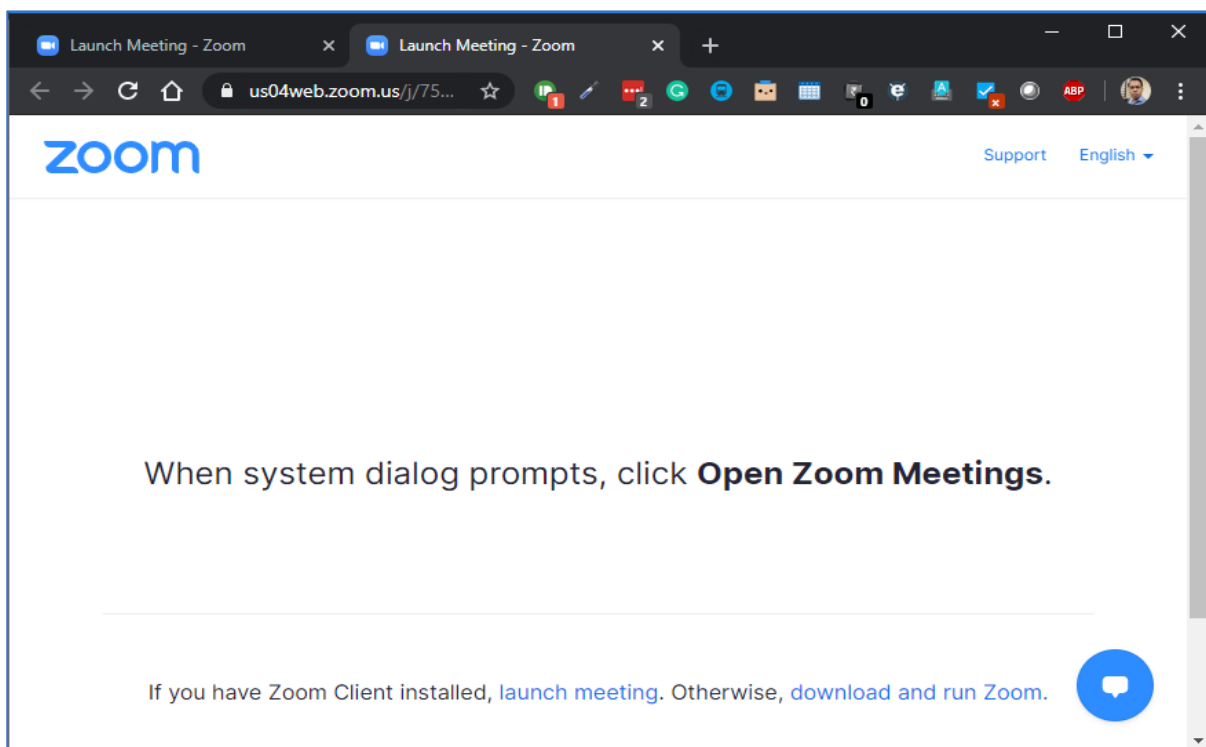 Launch Meeting - Zoom
Launch Meeting - Zoom
us04web.zoom.us/j/75...
1
2
G
0
x
ABP
zoom
Support
English
When system dialog prompts, click Open Zoom Meetings.
If you have Zoom Client installed, launch meeting. Otherwise, download and run Zoom.